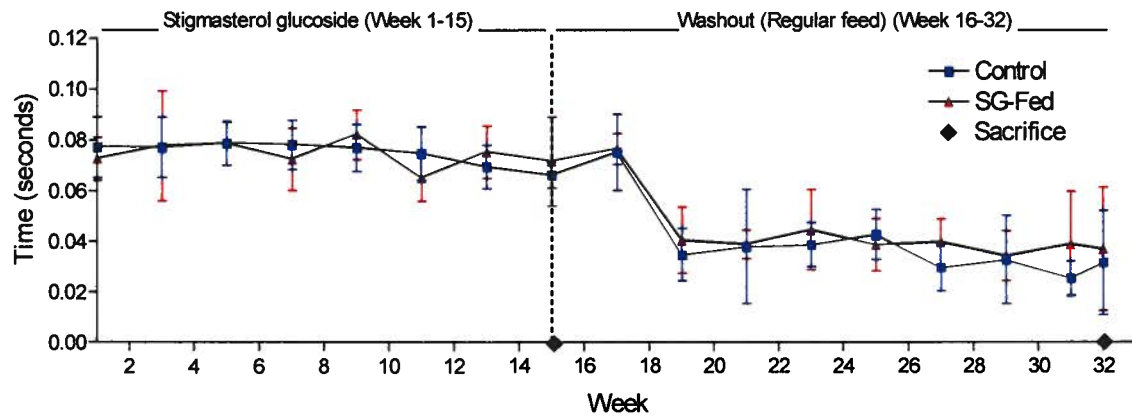 Stigmasterol glucoside (Week 1-15) Washout (Regular feed) (Week 16-32)
0.12
0.10
0.08
0.06
0.04
0.02
0.00
Time (seconds)
Control
SG-Fed
Sacrifice
2 4 6 8 10 12 14 16 18 20 22 24 26 28 30 32
Week